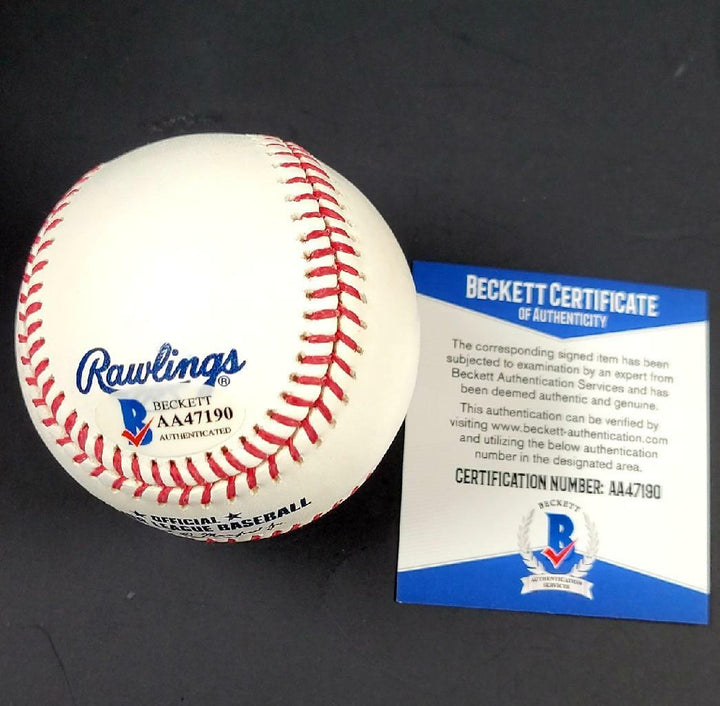 Rawlings®
BECKETT
B AA47190
AUTHENTICATED
OFFICIAL
LEAGUE BASEBALL
BECKETT CERTIFICATE
OF AUTHENTICITY
The corresponding signed item has been
subjected to examination by an expert from
Beckett Authentication Services and has
been deemed authentic and genuine.
This authentication can be verified by
visiting www.beckett-authentication.com
and utilizing the below authentication
number in the designated area.
CERTIFICATION NUMBER: AA47190
BECKETT
B
AUTHENTICATION
SERVICES